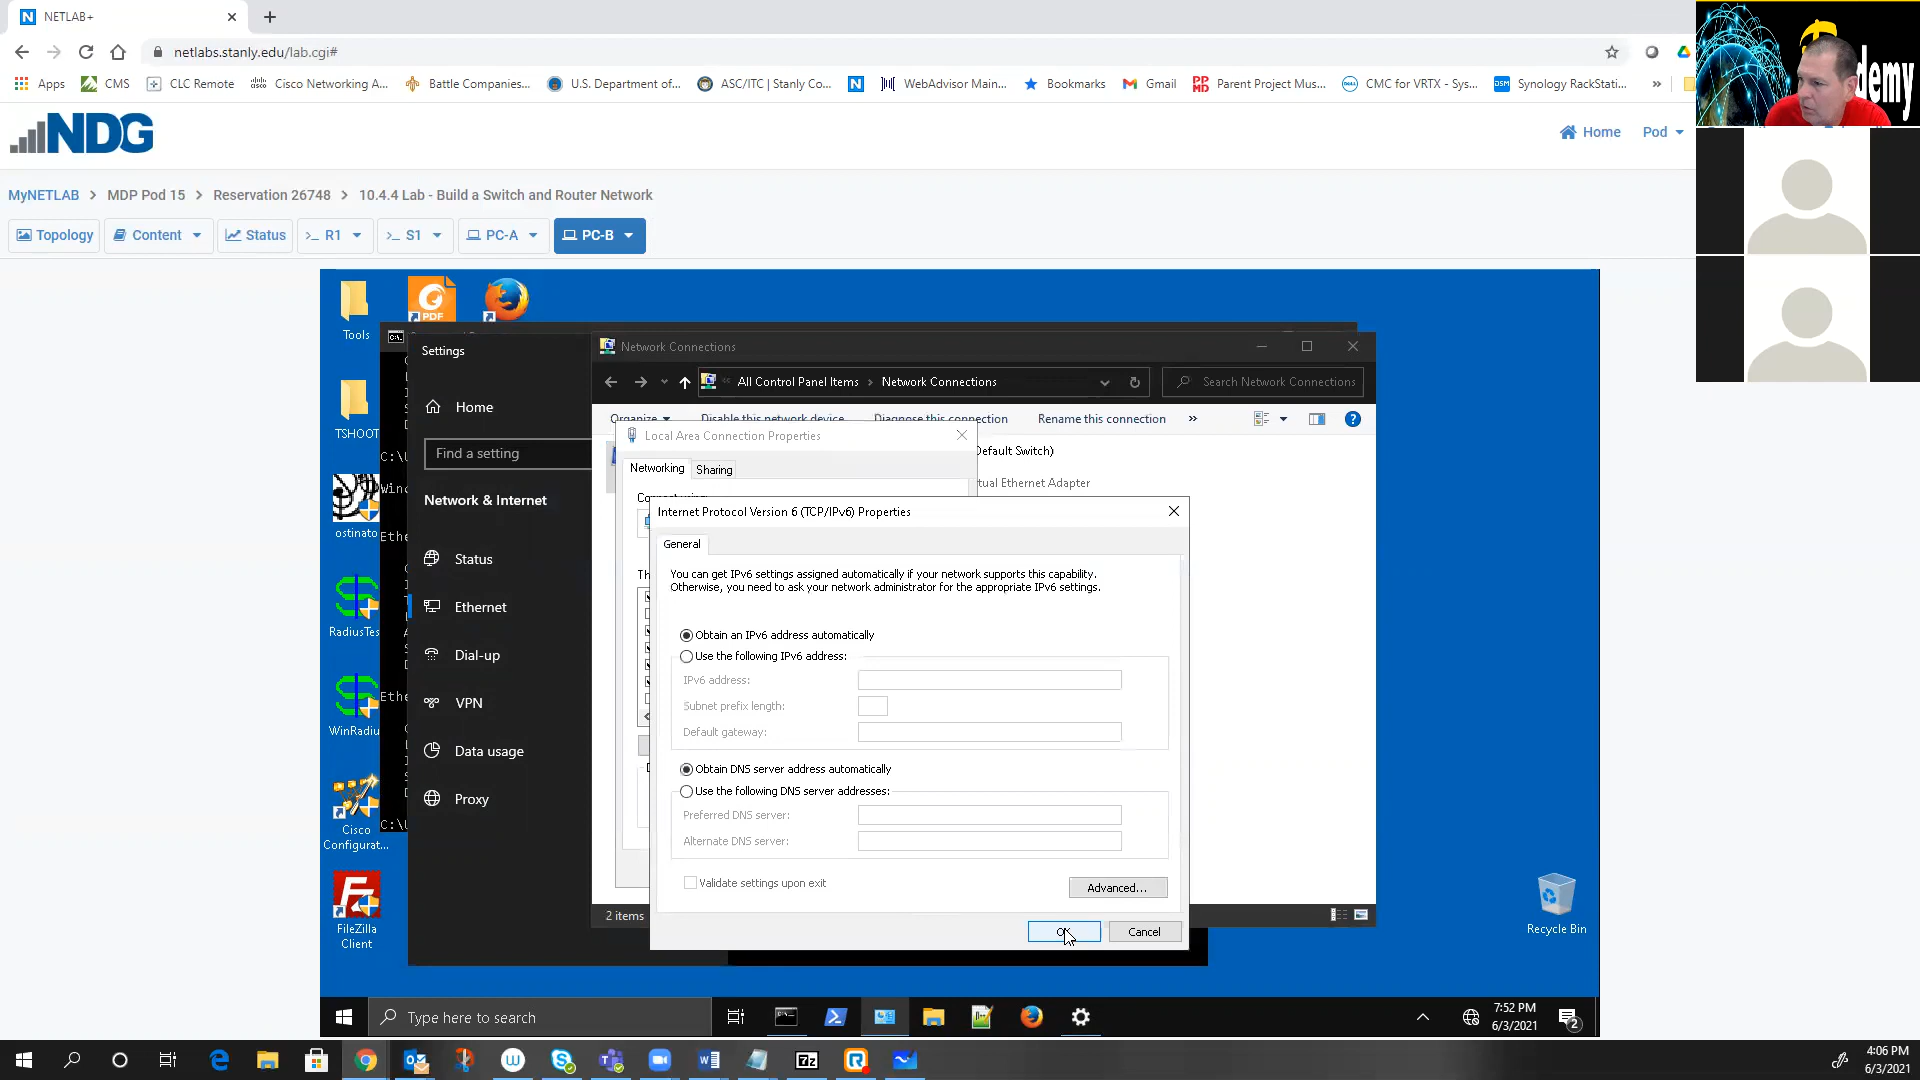 NETLAB+
netlabs.stanly.edu/lab.cgi#
Apps CMS CLC Remote Cisco Networking A... Battle Companies... U.S. Department of... ASC/ITC | Stanly Co... WebAdvisor Main... Bookmarks Gmail Parent Project Mus... CMC for VRTX - Sys... Synology RackStati... »
demy
NDG
Home Pod
MyNETLAB > MDP Pod 15 > Reservation 26748 > 10.4.4 Lab - Build a Switch and Router Network
Topology Content Status >_ R1 >_ S1 PC-A PC-B
Tools
PDF
Settings
Network Connections
All Control Panel Items > Network Connections
Search Network Connections
Home
TSHOOT
Organize Disable this network device Diagnose this connection Rename this connection »
Local Area Connection Properties
Default Switch)
Find a setting
Networking Sharing
tual Ethernet Adapter
Network & Internet
Internet Protocol Version 6 (TCP/IPv6) Properties
ostinato
General
Status
You can get IPv6 settings assigned automatically if your network supports this capability.
Otherwise, you need to ask your network administrator for the appropriate IPv6 settings.
Ethernet
RadiusTes
Obtain an IPv6 address automatically
Use the following IPv6 address:
Dial-up
IPv6 address:
VPN
Subnet prefix length:
WinRadiu
Default gateway:
Data usage
Obtain DNS server address automatically
Use the following DNS server addresses:
Proxy
Preferred DNS server:
Cisco
Configurat...
Alternate DNS server:
Validate settings upon exit
Advanced...
2 items
OK Cancel
FileZilla
Client
Recycle Bin
Type here to search
7:52 PM
6/3/2021
2
4:06 PM
6/3/2021